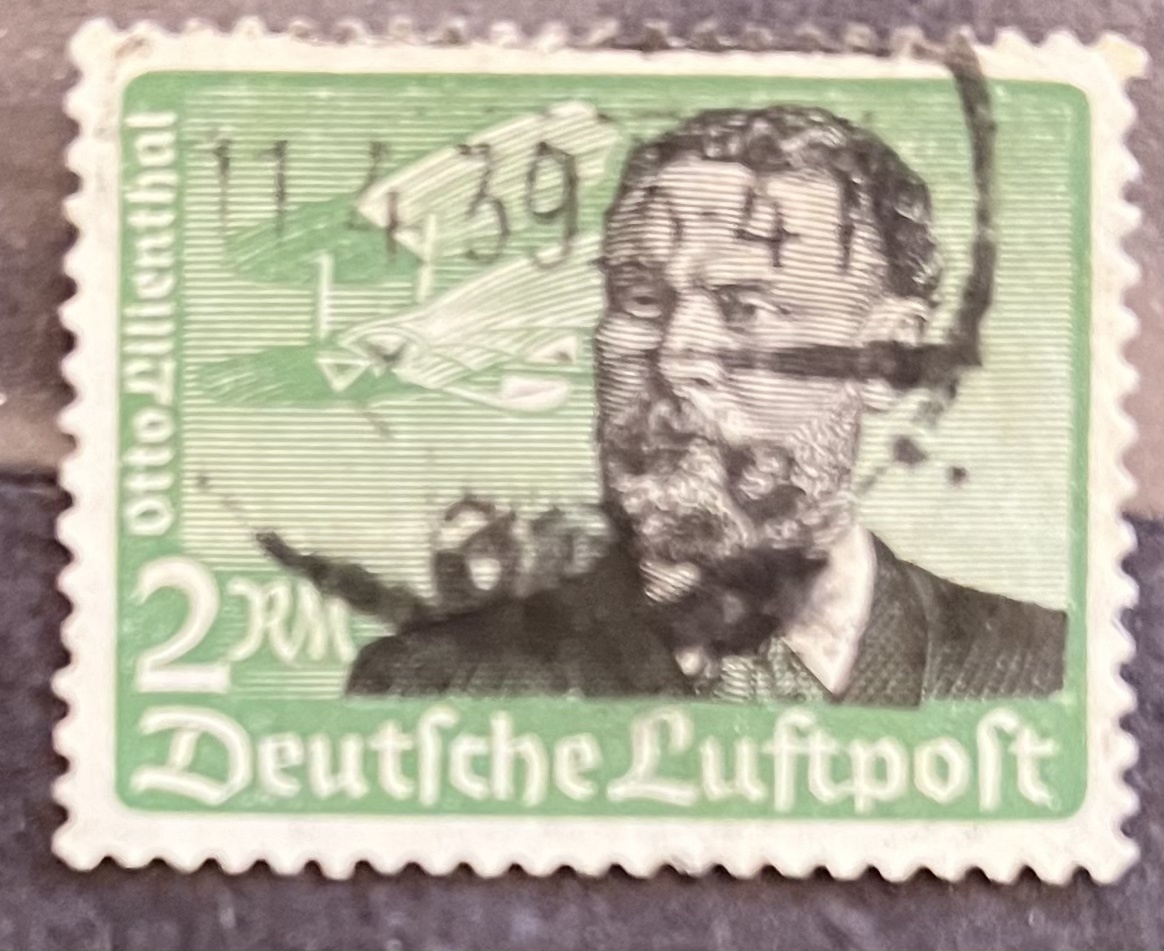 Otto Lilienthal
11 4 39
2 RM
Deutſche Luftpoſt